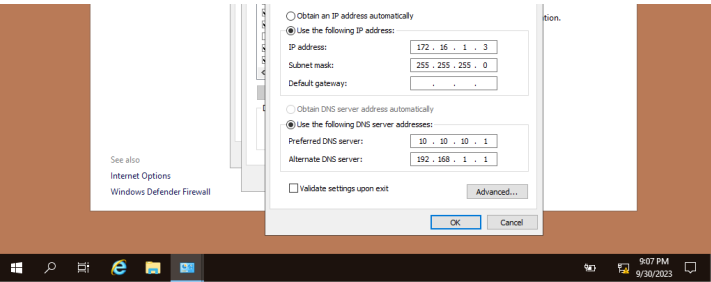 Obtain an IP address automatically
Use the following IP address:
IP address: 172 . 16 . 1 . 3
Subnet mask: 255 . 255 . 255 . 0
Default gateway: . . .
Obtain DNS server address automatically
Use the following DNS server addresses:
Preferred DNS server: 10 . 10 . 10 . 1
Alternate DNS server: 192 . 168 . 1 . 1
Validate settings upon exit
Advanced...
OK Cancel
tion.
See also
Internet Options
Windows Defender Firewall
9:07 PM
9/30/2023